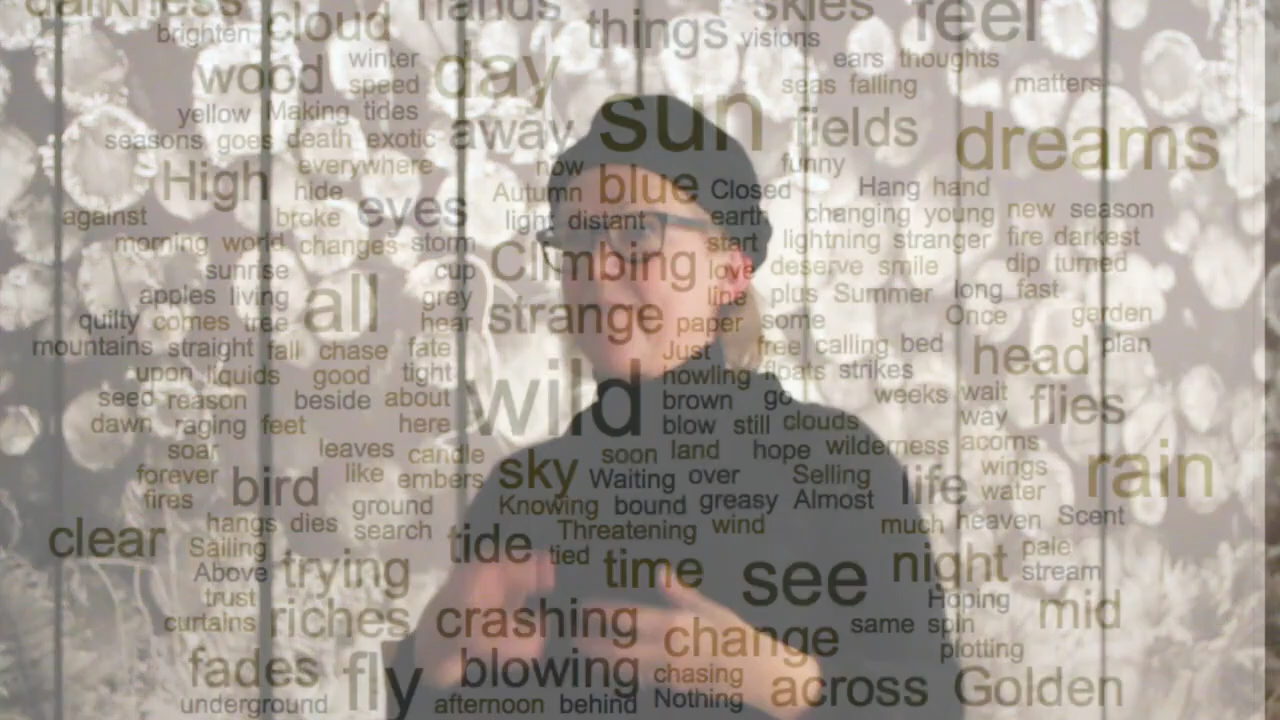 darkness hands skies feel
brighten cloud things visions
wood winter day ears thoughts
speed seas falling matters
yellow Making tides sun
seasons goes death exotic away fields dreams
everywhere now funny
High hide Autumn blue Closed Hang hand
against broke eyes light distant earth changing young new season
morning world changes storm Climbing start lightning stranger fire darkest
sunrise cup love deserve smile dip turned
apples living all grey line plus Summer long fast
quilty comes tree hear strange paper some Once garden
mountains straight fall chase fate Just free calling bed head plan
upon liquids good tight howling floats strikes
seed reason beside about wild brown go weeks wait flies
dawn raging feet here blow still clouds way
soar leaves candle soon land hope wilderness acorns
forever like embers sky Waiting over Selling wings rain
fires bird ground Knowing bound greasy Almost life water
clear hangs dies search tide Threatening wind much heaven Scent
Sailing tied night pale
Above trying time see stream
trust Hoping
curtains riches crashing change same spin mid
plotting
fades fly blowing chasing across Golden
underground afternoon behind Nothing